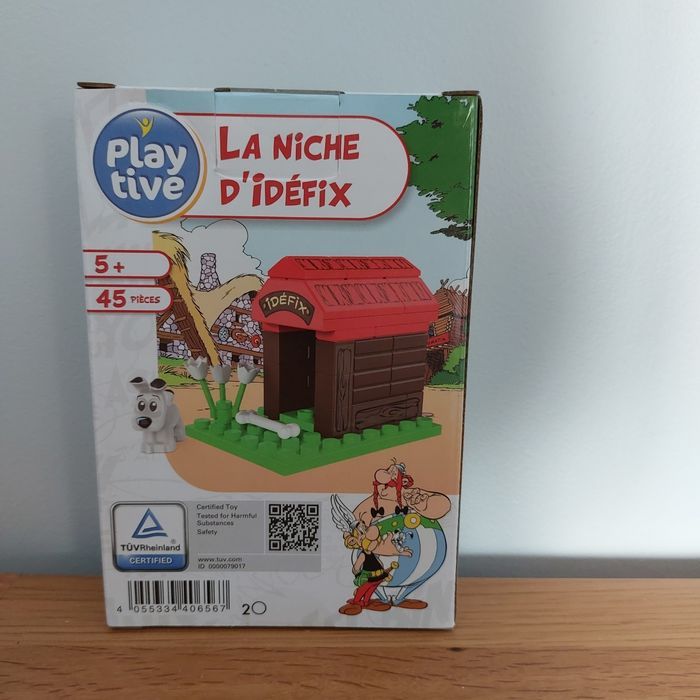 Play
tive
LA NICHE
D'IDÉFIX
5+
45 PIÈCES
IDÉFIX
TÜVRheinland
CERTIFIED
Certified Toy
Tested for Harmful
Substances
Safety
www.tuv.com
ID 0000079017
4 055334 406567
20